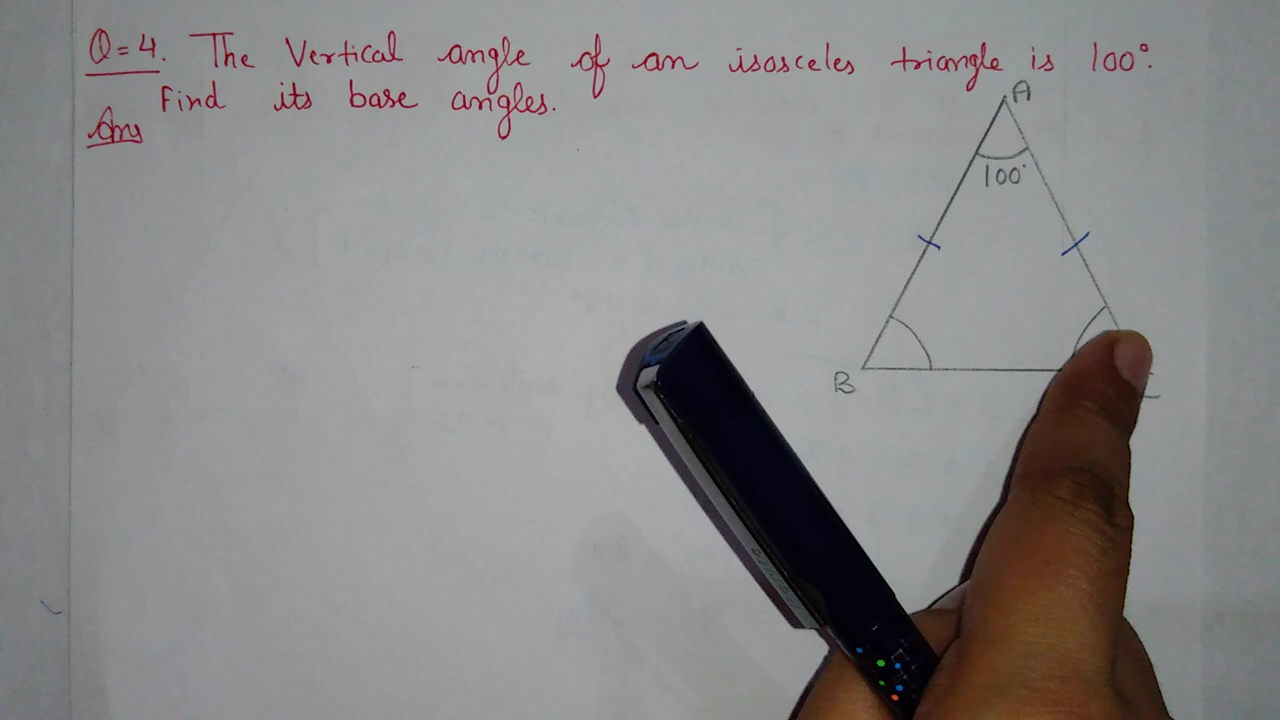 Q=4. The Vertical angle of an isosceles triangle is 100°.
Find its base angles.
Ans
A
100°
B